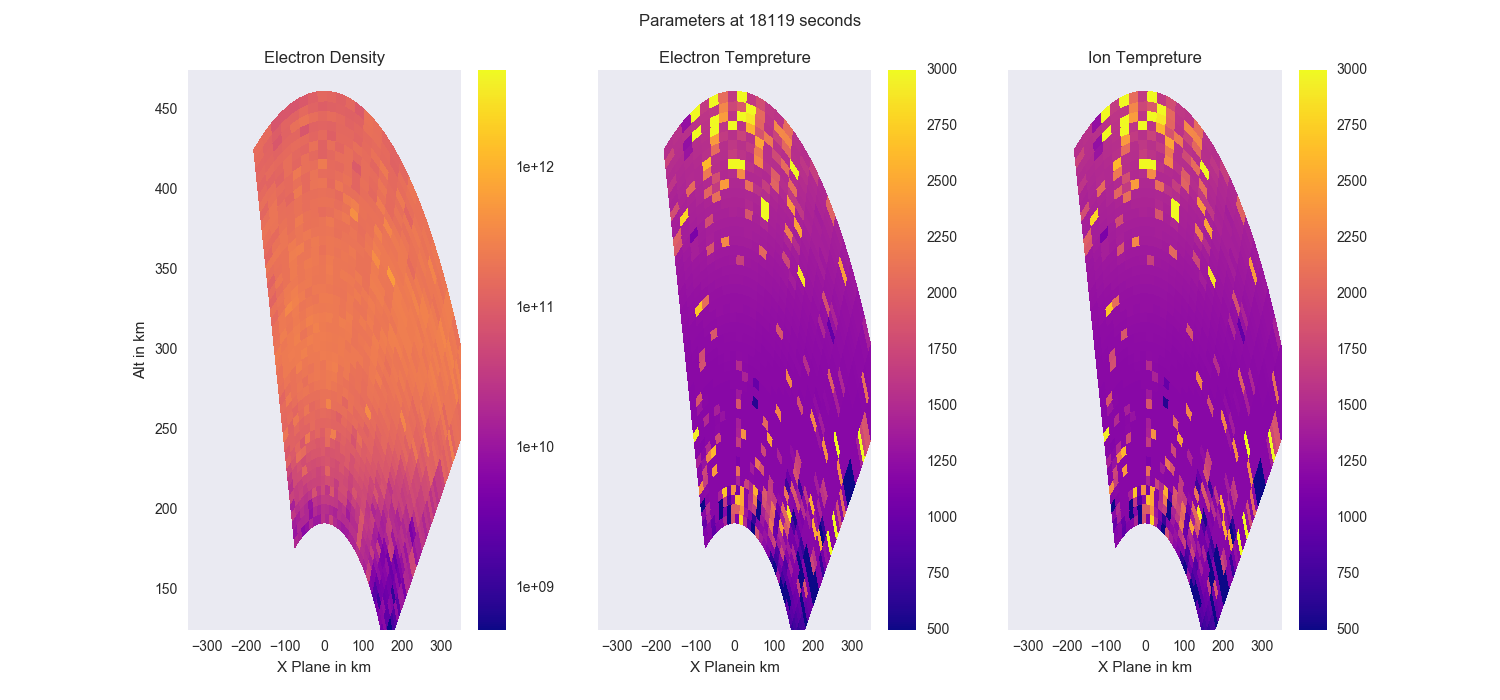 Parameters at 18119 seconds
Electron Density
Electron Tempreture
Ion Tempreture
Alt in km
450
400
350
300
250
200
150
−300 −200 −100 0 100 200 300
X Plane in km
1e+12
1e+11
1e+10
1e+09
−300 −200 −100 0 100 200 300
X Planein km
3000
2750
2500
2250
2000
1750
1500
1250
1000
750
500
−300 −200 −100 0 100 200 300
X Plane in km
3000
2750
2500
2250
2000
1750
1500
1250
1000
750
500